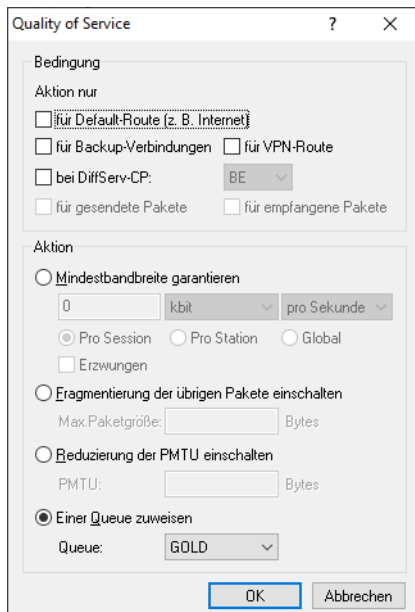 Quality of Service ? ✕
Bedingung
Aktion nur
für Default-Route (z. B. Internet)
für Backup-Verbindungen für VPN-Route
bei DiffServ-CP: BE
für gesendete Pakete für empfangene Pakete
Aktion
Mindestbandbreite garantieren
0 kbit pro Sekunde
Pro Session Pro Station Global
Erzwungen
Fragmentierung der übrigen Pakete einschalten
Max.Paketgröße: Bytes
Reduzierung der PMTU einschalten
PMTU: Bytes
Einer Queue zuweisen
Queue: GOLD
OK Abbrechen